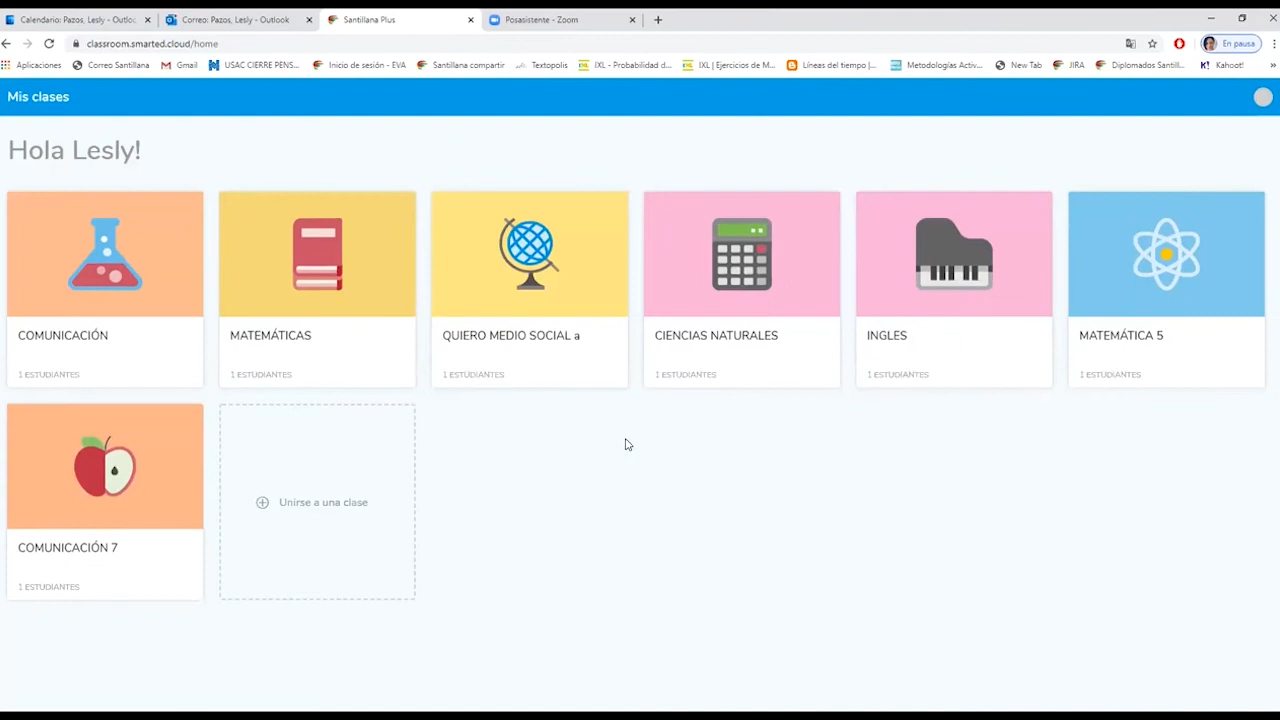 Calendario: Pazos, Lesly - Outloo
Correo: Pazos, Lesly - Outlook
Santillana Plus
Posasistente - Zoom
classroom.smarted.cloud/home
En pausa
Aplicaciones
Correo Santillana
Gmail
USAC CIERRE PENS...
Inicio de sesión - EVA
Santillana compartir
Textopolis
IXL - Probabilidad d...
IXL | Ejercicios de M...
Líneas del tiempo |...
Metodologías Activ...
New Tab
JIRA
Diplomados Santill...
Kahoot!
Mis clases
Hola Lesly!
COMUNICACIÓN
1 ESTUDIANTES
MATEMÁTICAS
1 ESTUDIANTES
QUIERO MEDIO SOCIAL a
1 ESTUDIANTES
CIENCIAS NATURALES
1 ESTUDIANTES
INGLES
1 ESTUDIANTES
MATEMÁTICA 5
1 ESTUDIANTES
COMUNICACIÓN 7
1 ESTUDIANTES
Unirse a una clase